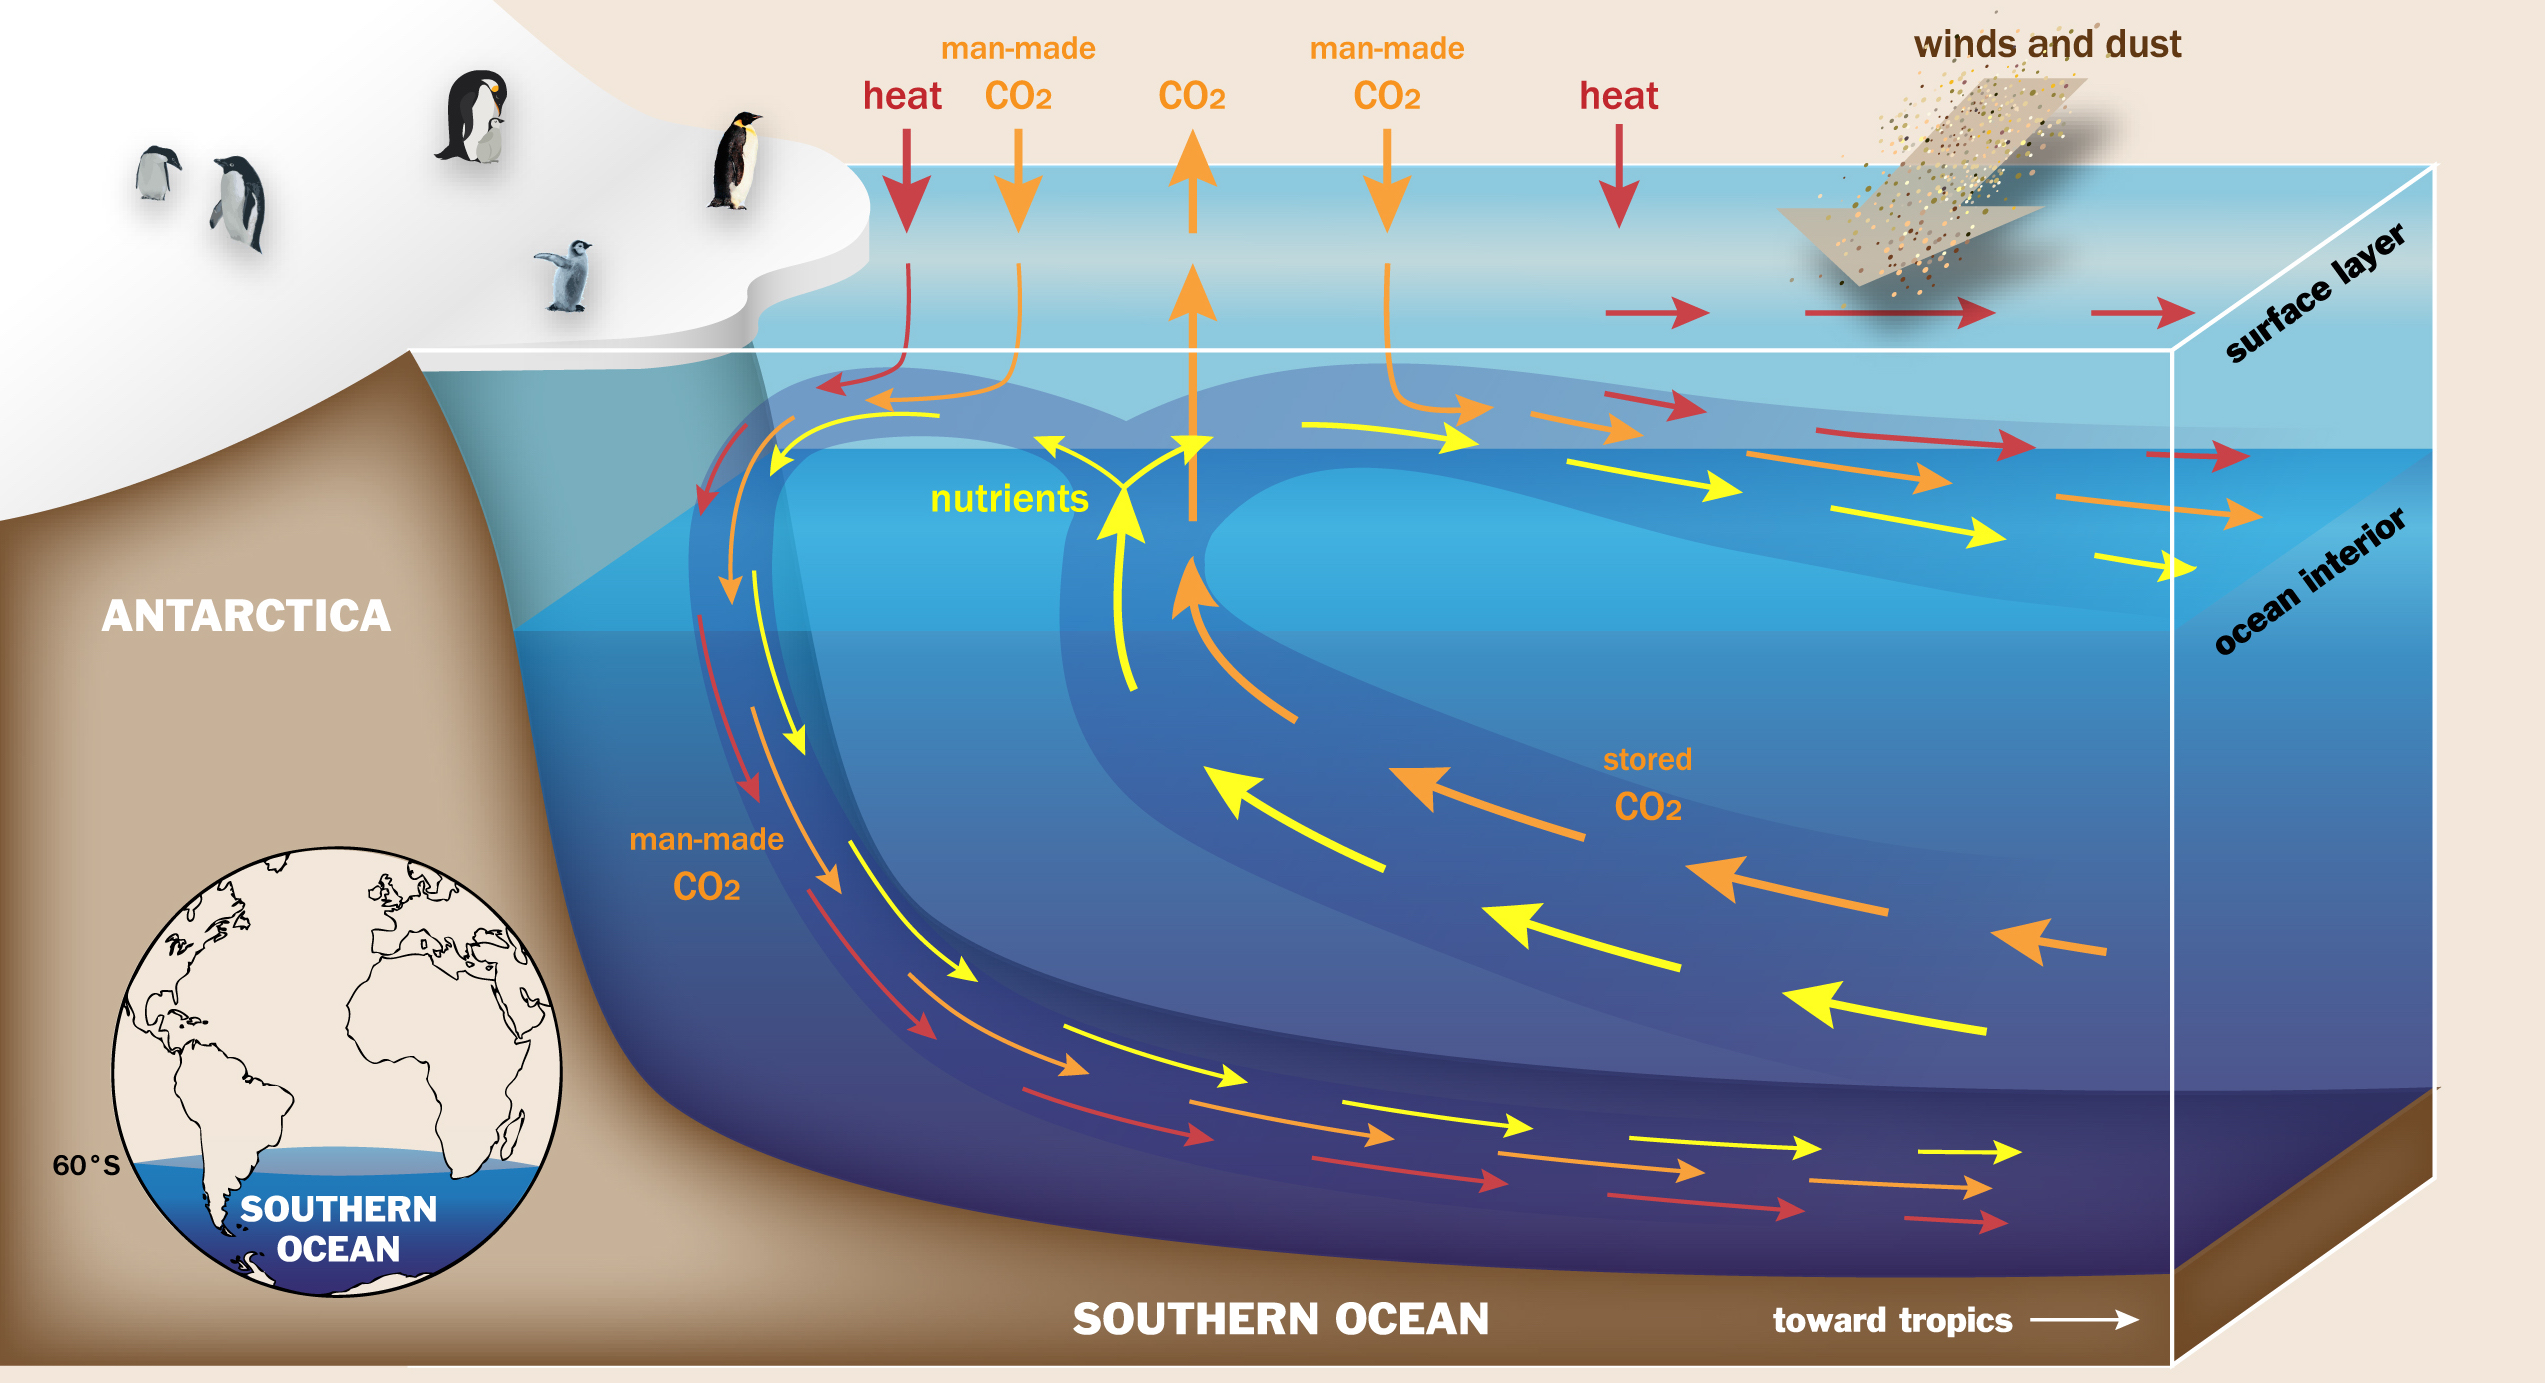 man-made
CO2
heat
CO2
man-made
CO2
heat
winds and dust
surface layer
nutrients
ocean interior
ANTARCTICA
stored
CO2
man-made
CO2
60°S
SOUTHERN
OCEAN
SOUTHERN OCEAN
toward tropics